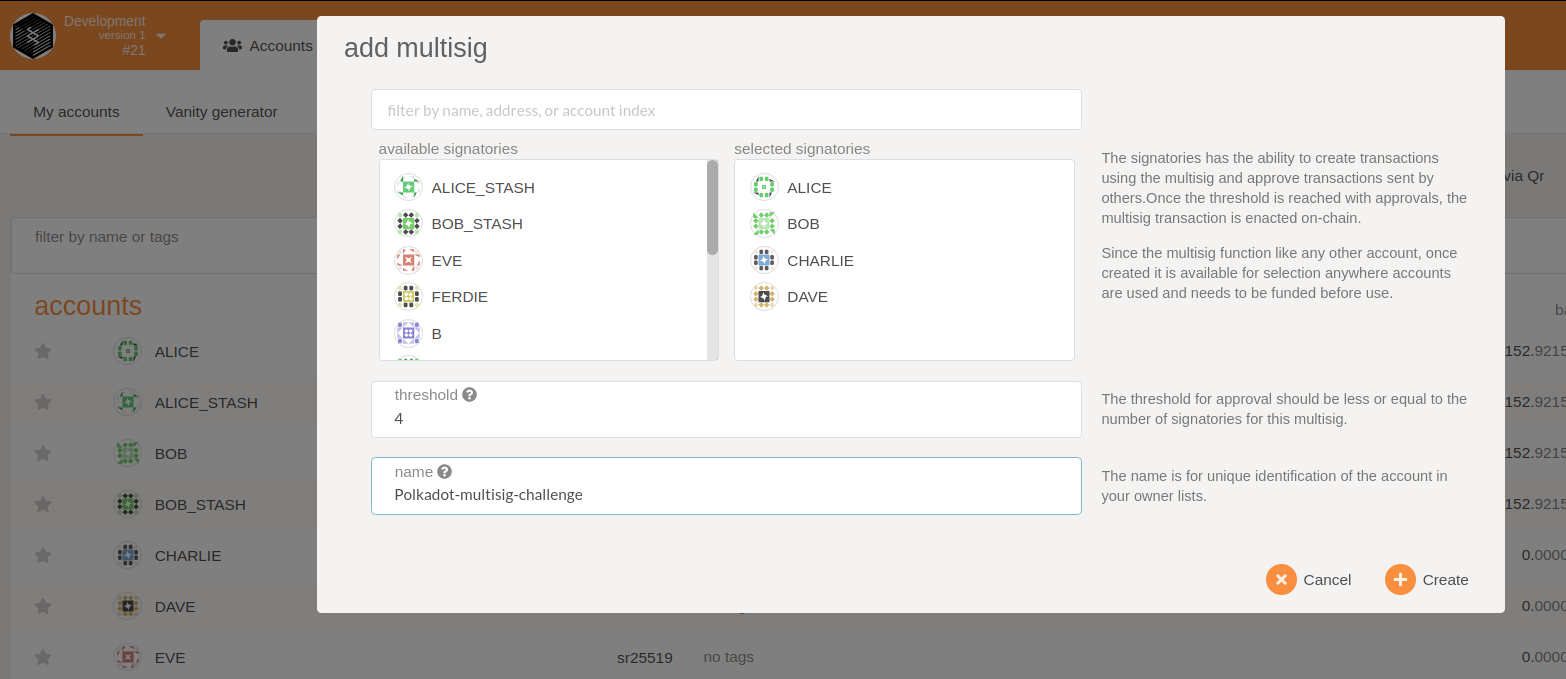 Development
version 1
#21
Accounts
My accounts
Vanity generator
add multisig
filter by name, address, or account index
available signatories
ALICE_STASH
BOB_STASH
EVE
FERDIE
B
selected signatories
ALICE
BOB
CHARLIE
DAVE
The signatories has the ability to create transactions
using the multisig and approve transactions sent by
others.Once the threshold is reached with approvals, the
multisig transaction is enacted on-chain.
Since the multisig function like any other account, once
created it is available for selection anywhere accounts
are used and needs to be funded before use.
threshold
4
The threshold for approval should be less or equal to the
number of signatories for this multisig.
name
Polkadot-multisig-challenge
The name is for unique identification of the account in
your owner lists.
Cancel
Create
via Qr
filter by name or tags
accounts
ba
ALICE
152.9215
ALICE_STASH
152.9215
BOB
152.9215
BOB_STASH
152.9215
CHARLIE
0.0000
DAVE
0.0000
EVE
sr25519
no tags
0.0000